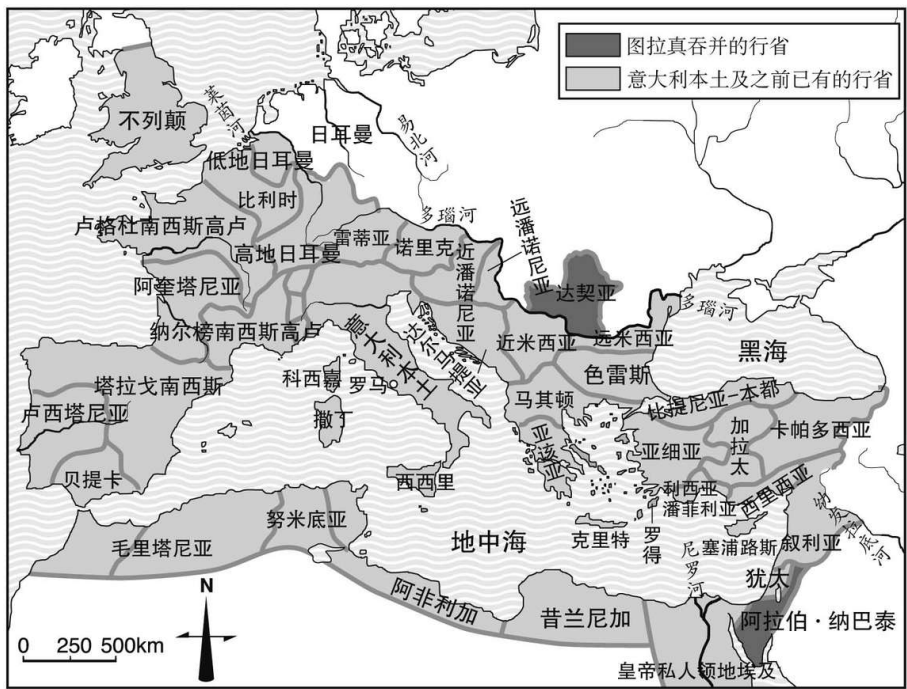 图拉真吞并的行省
意大利本土及之前已有的行省
不列颠
莱茵河
日耳曼
易北河
低地日耳曼
比利时
卢格杜南西斯高卢
高地日耳曼
雷蒂亚
诺里克
多瑙河
近潘诺尼亚
远潘诺尼亚
达契亚
阿奎塔尼亚
纳尔榜南西斯高卢
意大利本土
达尔马提亚
近米西亚
远米西亚
多瑙河
黑海
色雷斯
科西嘉
罗马
塔拉戈南西斯
卢西塔尼亚
撒丁
马其顿
比提尼亚-本都
亚该亚
亚细亚
加拉太
卡帕多西亚
贝提卡
西西里
利西亚
潘菲利亚
西里西亚
幼发拉底河
努米底亚
毛里塔尼亚
地中海
克里特
罗得
塞浦路斯
叙利亚
尼罗河
犹太
阿非利加
昔兰尼加
阿拉伯·纳巴泰
皇帝私人领地埃及
N
0 250 500km